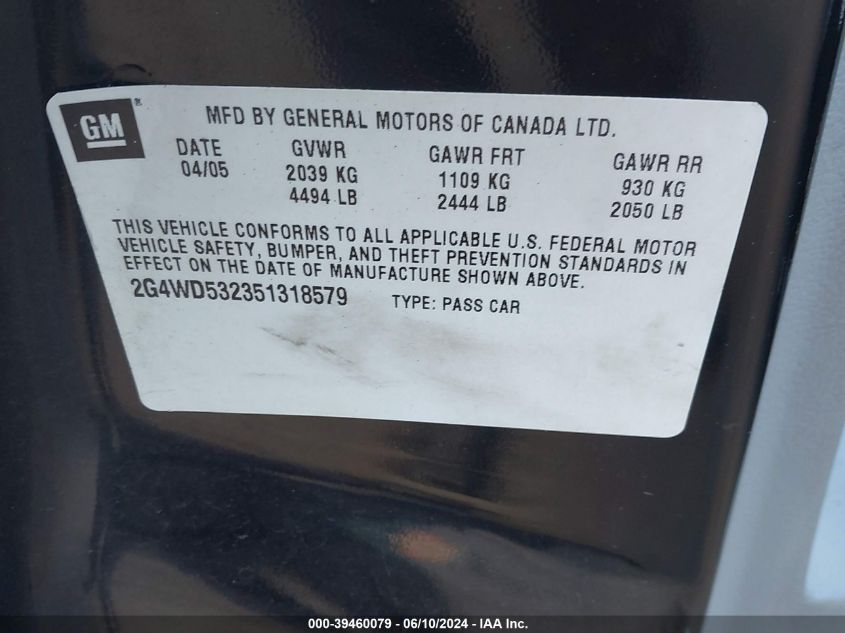 GM®
MFD BY GENERAL MOTORS OF CANADA LTD.
DATE GVWR GAWR FRT GAWR RR
04/05 2039 KG 1109 KG 930 KG
4494 LB 2444 LB 2050 LB
THIS VEHICLE CONFORMS TO ALL APPLICABLE U.S. FEDERAL MOTOR
VEHICLE SAFETY, BUMPER, AND THEFT PREVENTION STANDARDS IN
EFFECT ON THE DATE OF MANUFACTURE SHOWN ABOVE.
2G4WD532351318579 TYPE: PASS CAR
000-39460079 - 06/10/2024 - IAA Inc.